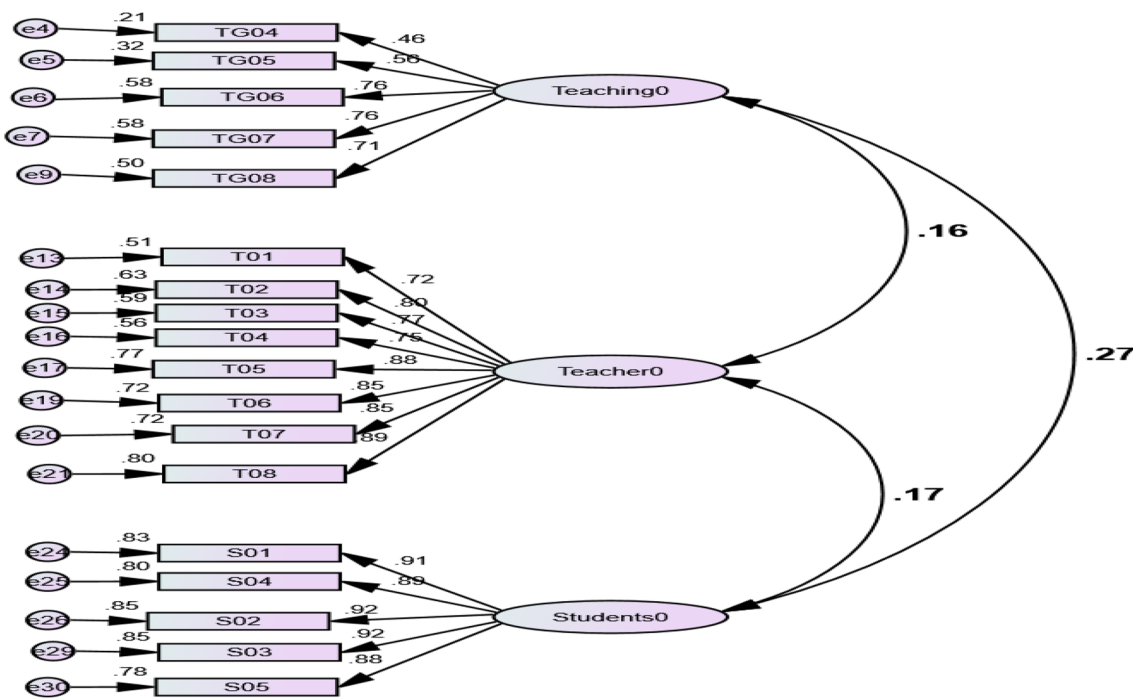 .21
e4 TG04 .46
.32
e5 TG05 .56
.58
e6 TG06 .76
Teaching0
.58
e7 TG07 .76
.50
e9 TG08 .71
.16
.51
e13 T01 .72
.63
e14 T02 .80
.59
e15 T03 .77
.56
e16 T04 .75
.77
e17 T05 .88
Teacher0
.27
.72
e19 T06 .85
.72
e20 T07 .85
.80
e21 T08 .89
.17
.83
e24 S01 .91
.80
e25 S04 .89
.85
e26 S02 .92
Students0
.85
e29 S03 .92
.78
e30 S05 .88